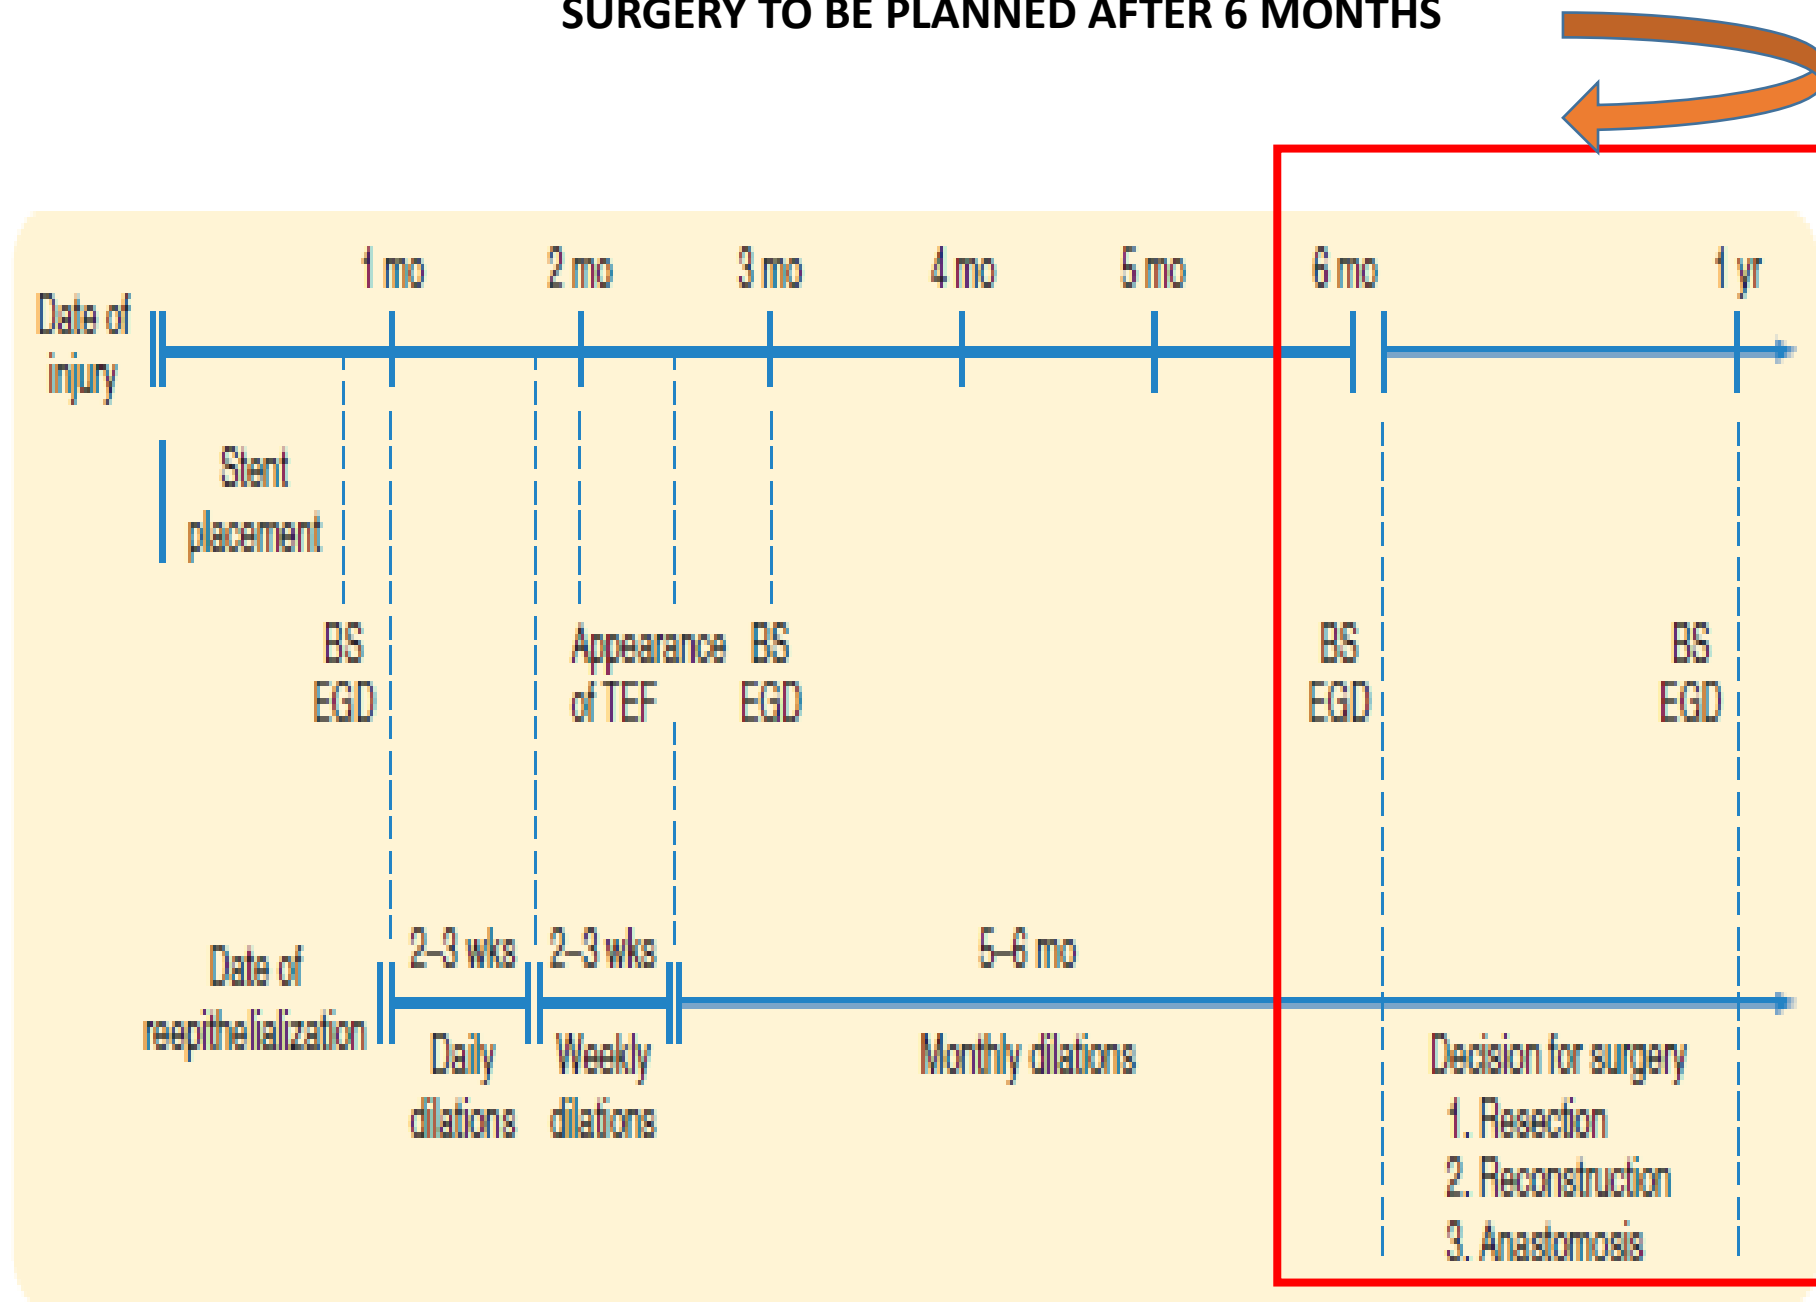 SURGERY TO BE PLANNED AFTER 6 MONTHS
1 mo 2 mo 3 mo 4 mo 5 mo 6 mo 1 yr
Date of
injury
Stent
placement
BS
EGD
Appearance
of TEF
BS
EGD
BS
EGD
BS
EGD
Date of
reepithelialization
2–3 wks 2–3 wks 5–6 mo
Daily
dilations
Weekly
dilations
Monthly dilations
Decision for surgery
1. Resection
2. Reconstruction
3. Anastomosis